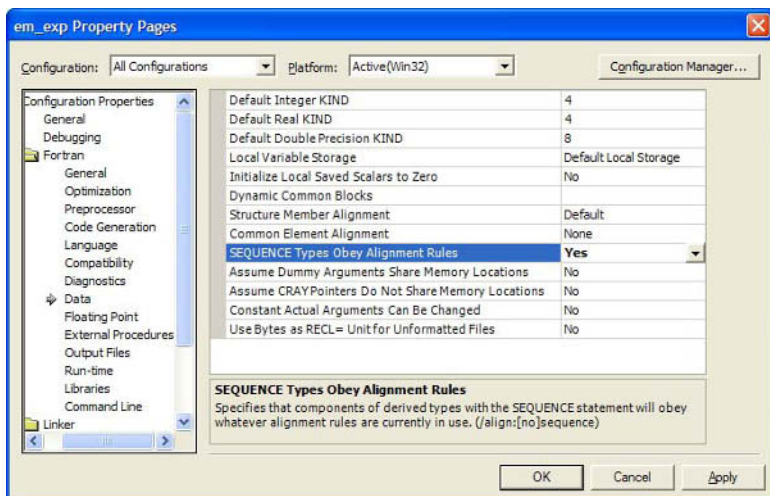 em_exp Property Pages
Configuration: All Configurations Platform: Active(Win32) Configuration Manager...
Configuration Properties
General
Debugging
Fortran
General
Optimization
Preprocessor
Code Generation
Language
Compatibility
Diagnostics
Data
Floating Point
External Procedures
Output Files
Run-time
Libraries
Command Line
Linker
Default Integer KIND 4
Default Real KIND 4
Default Double Precision KIND 8
Local Variable Storage Default Local Storage
Initialize Local Saved Scalars to Zero No
Dynamic Common Blocks
Structure Member Alignment Default
Common Element Alignment None
SEQUENCE Types Obey Alignment Rules Yes
Assume Dummy Arguments Share Memory Locations No
Assume CRAY Pointers Do Not Share Memory Locations No
Constant Actual Arguments Can Be Changed No
Use Bytes as RECL= Unit for Unformatted Files No
SEQUENCE Types Obey Alignment Rules
Specifies that components of derived types with the SEQUENCE statement will obey
whatever alignment rules are currently in use. (/align:[no]sequence)
OK Cancel Apply